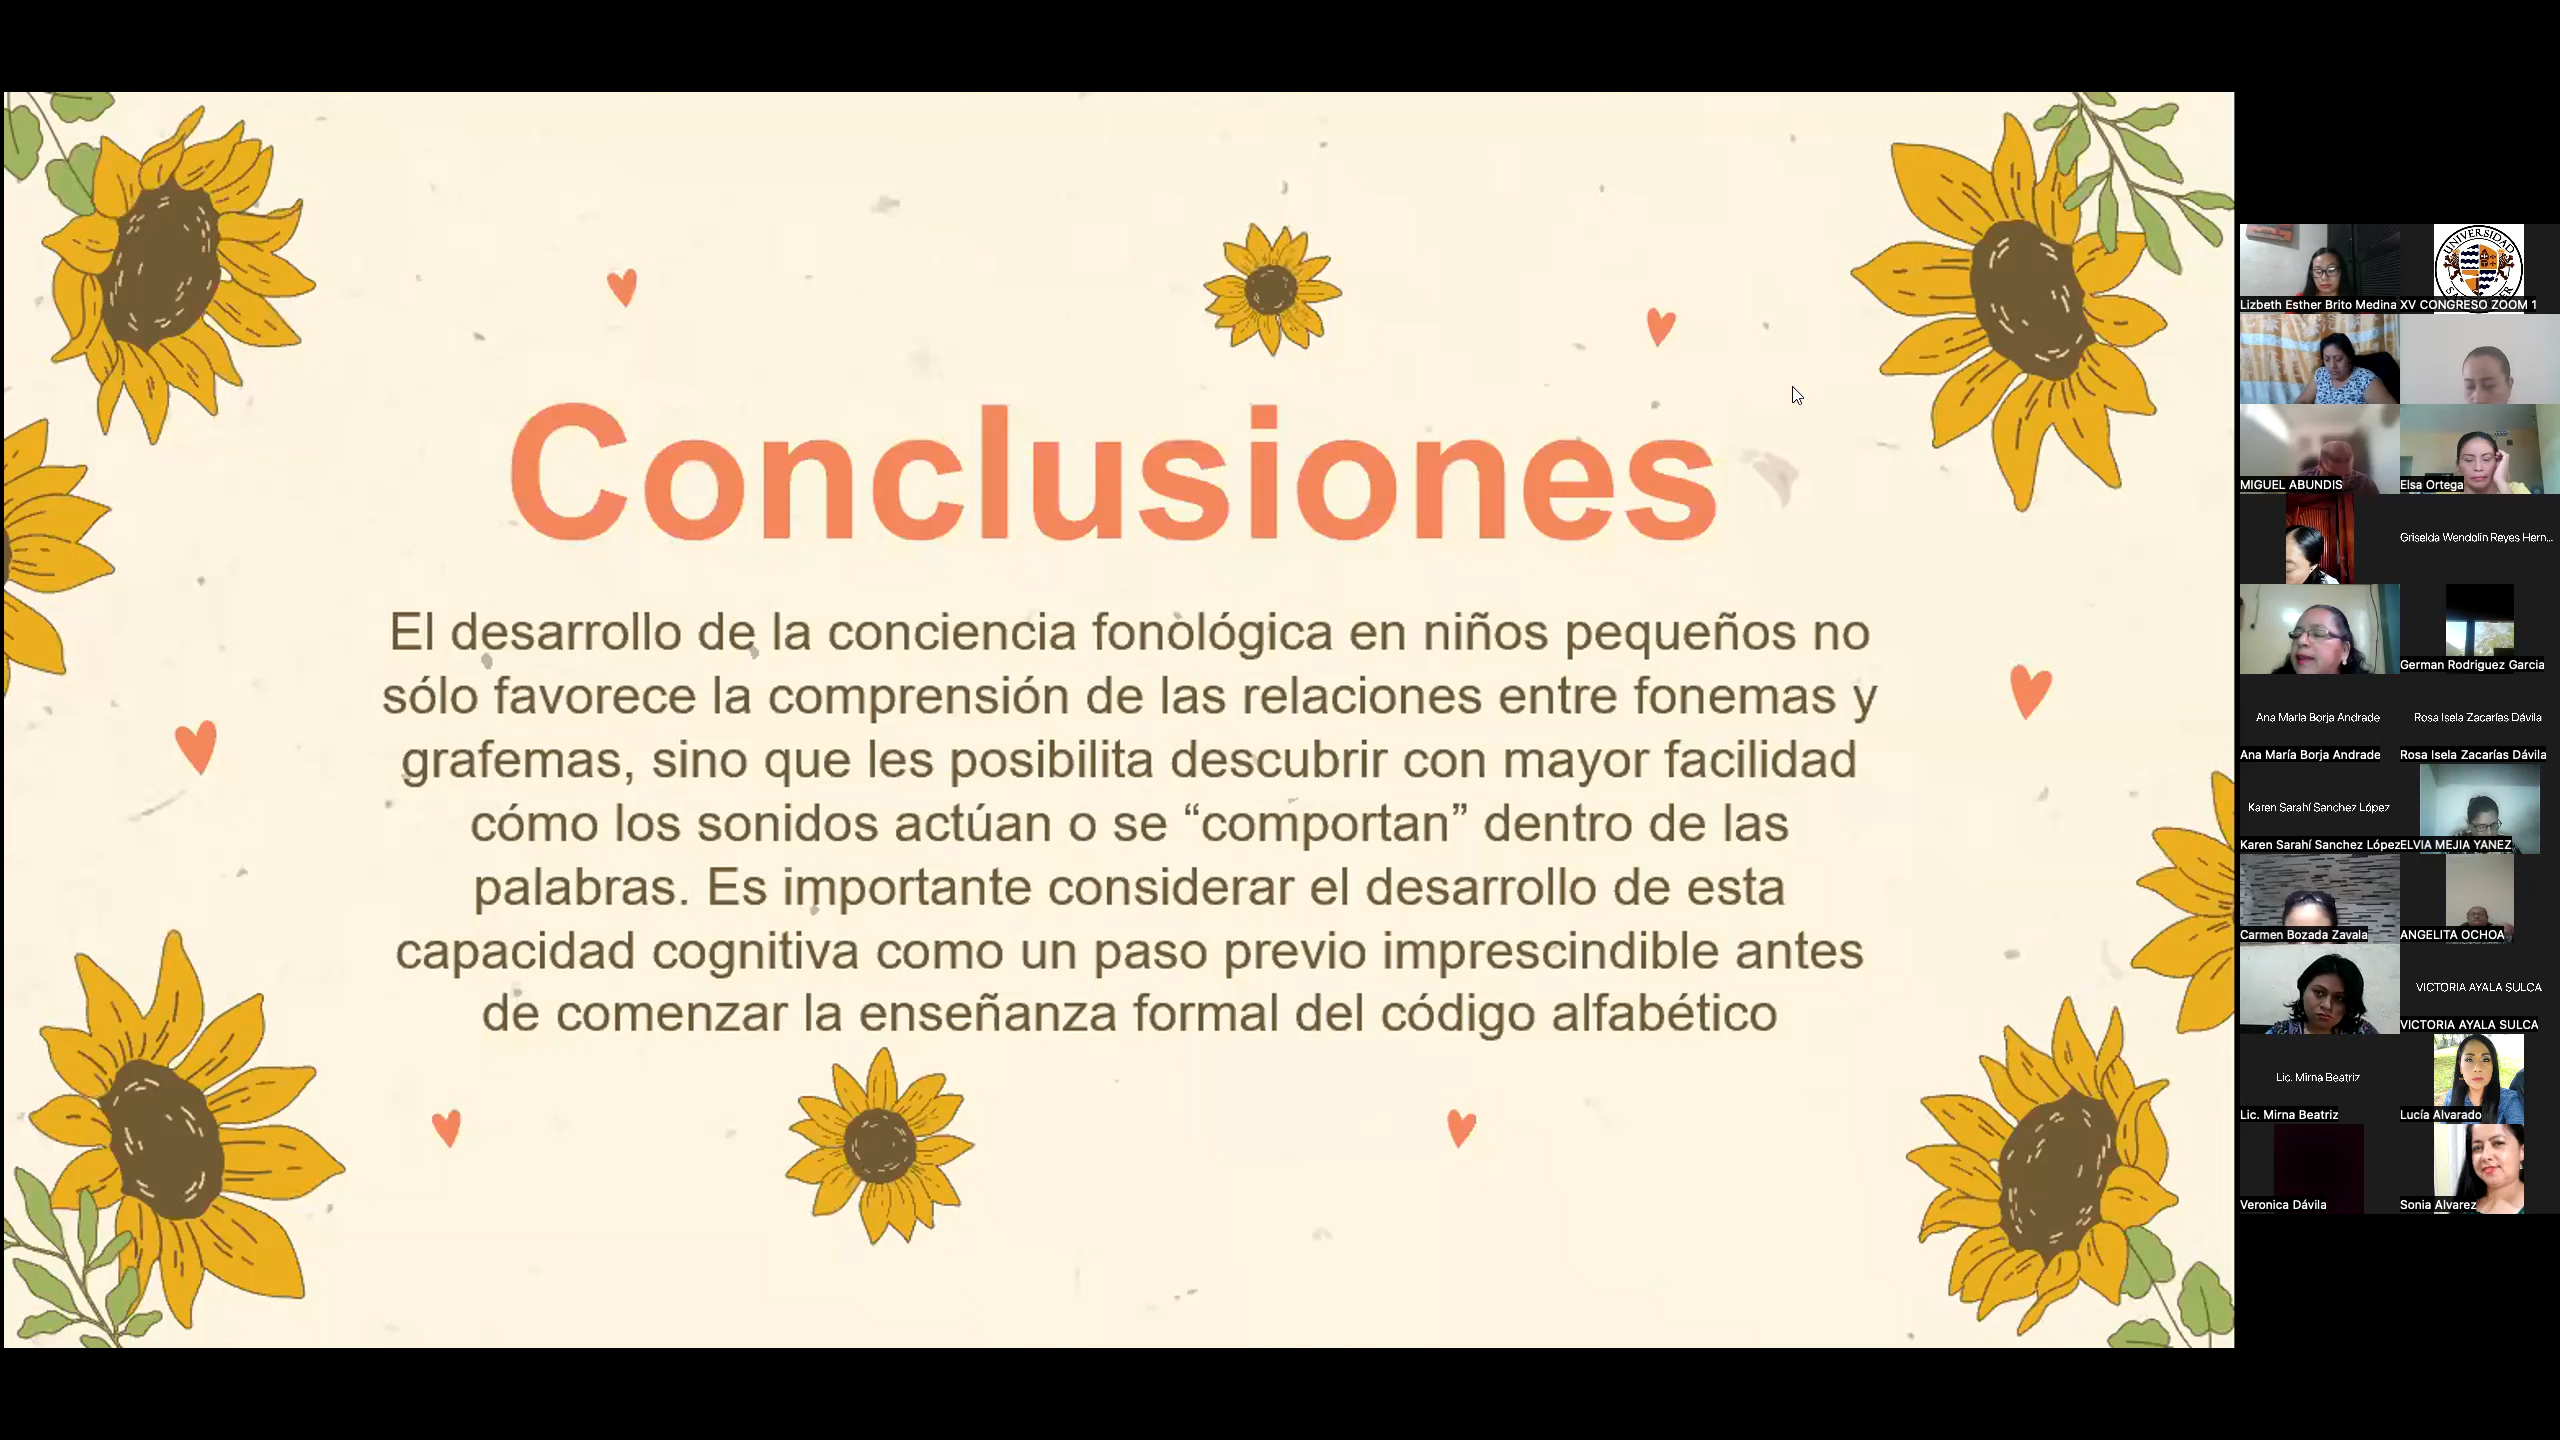 Conclusiones
El desarrollo de la conciencia fonológica en niños pequeños no
sólo favorece la comprensión de las relaciones entre fonemas y
grafemas, sino que les posibilita descubrir con mayor facilidad
cómo los sonidos actúan o se “comportan” dentro de las
palabras. Es importante considerar el desarrollo de esta
capacidad cognitiva como un paso previo imprescindible antes
de comenzar la enseñanza formal del código alfabético
UNIVERSIDAD
Lizbeth Esther Brito Medina
XV CONGRESO ZOOM 1
MIGUEL ABUNDIS
Elsa Ortega
Griselda Wendolin Reyes Hern...
German Rodriguez Garcia
Ana María Borja Andrade
Rosa Isela Zacarías Dávila
Ana María Borja Andrade
Rosa Isela Zacarías Dávila
Karen Sarahí Sanchez López
Karen Sarahí Sanchez López
ELVIA MEJIA YANEZ
Carmen Bozada Zavala
ANGELITA OCHOA
VICTORIA AYALA SULCA
VICTORIA AYALA SULCA
Lic. Mirna Beatriz
Lic. Mirna Beatriz
Lucía Alvarado
Veronica Dávila
Sonia Alvarez